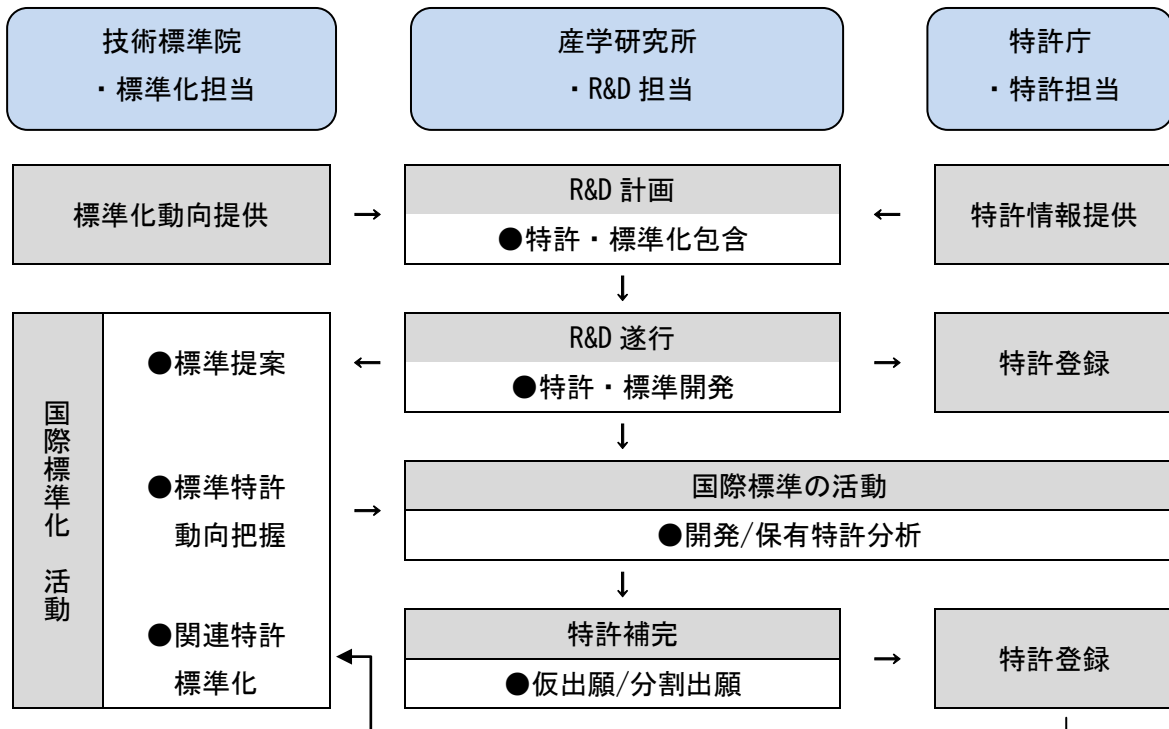 技術標準院
・標準化担当
産学研究所
・R&D 担当
特許庁
・特許担当
標準化動向提供
→
R&D 計画
●特許・標準化包含
←
特許情報提供
↓
国際標準化 活動
●標準提案
←
R&D 遂行
●特許・標準開発
→
特許登録
↓
●標準特許
動向把握
→
国際標準の活動
●開発/保有特許分析
↓
●関連特許
標準化
特許補完
●仮出願/分割出願
→
特許登録